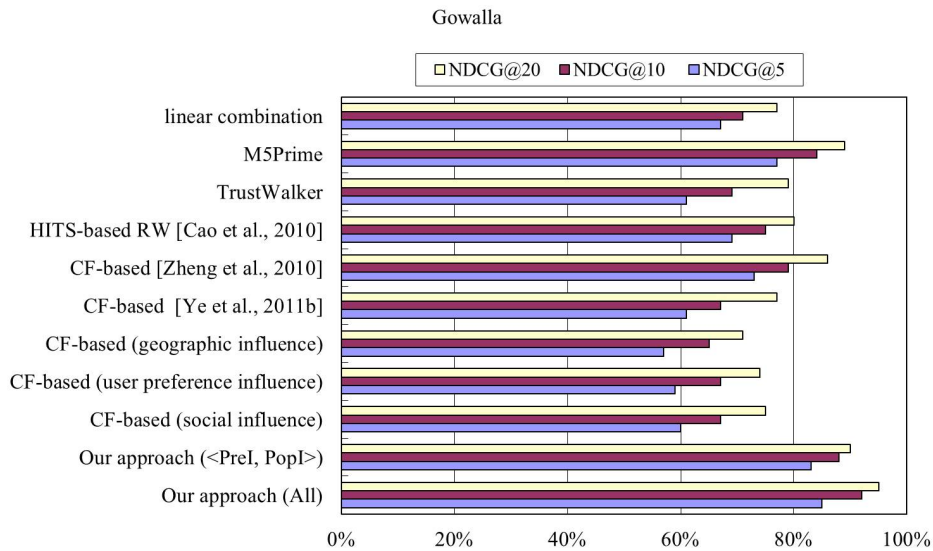 Gowalla
NDCG@20 NDCG@10 NDCG@5
linear combination
M5Prime
TrustWalker
HITS-based RW [Cao et al., 2010]
CF-based [Zheng et al., 2010]
CF-based [Ye et al., 2011b]
CF-based (geographic influence)
CF-based (user preference influence)
CF-based (social influence)
Our approach (<PreI, PopI>)
Our approach (All)
0% 20% 40% 60% 80% 100%